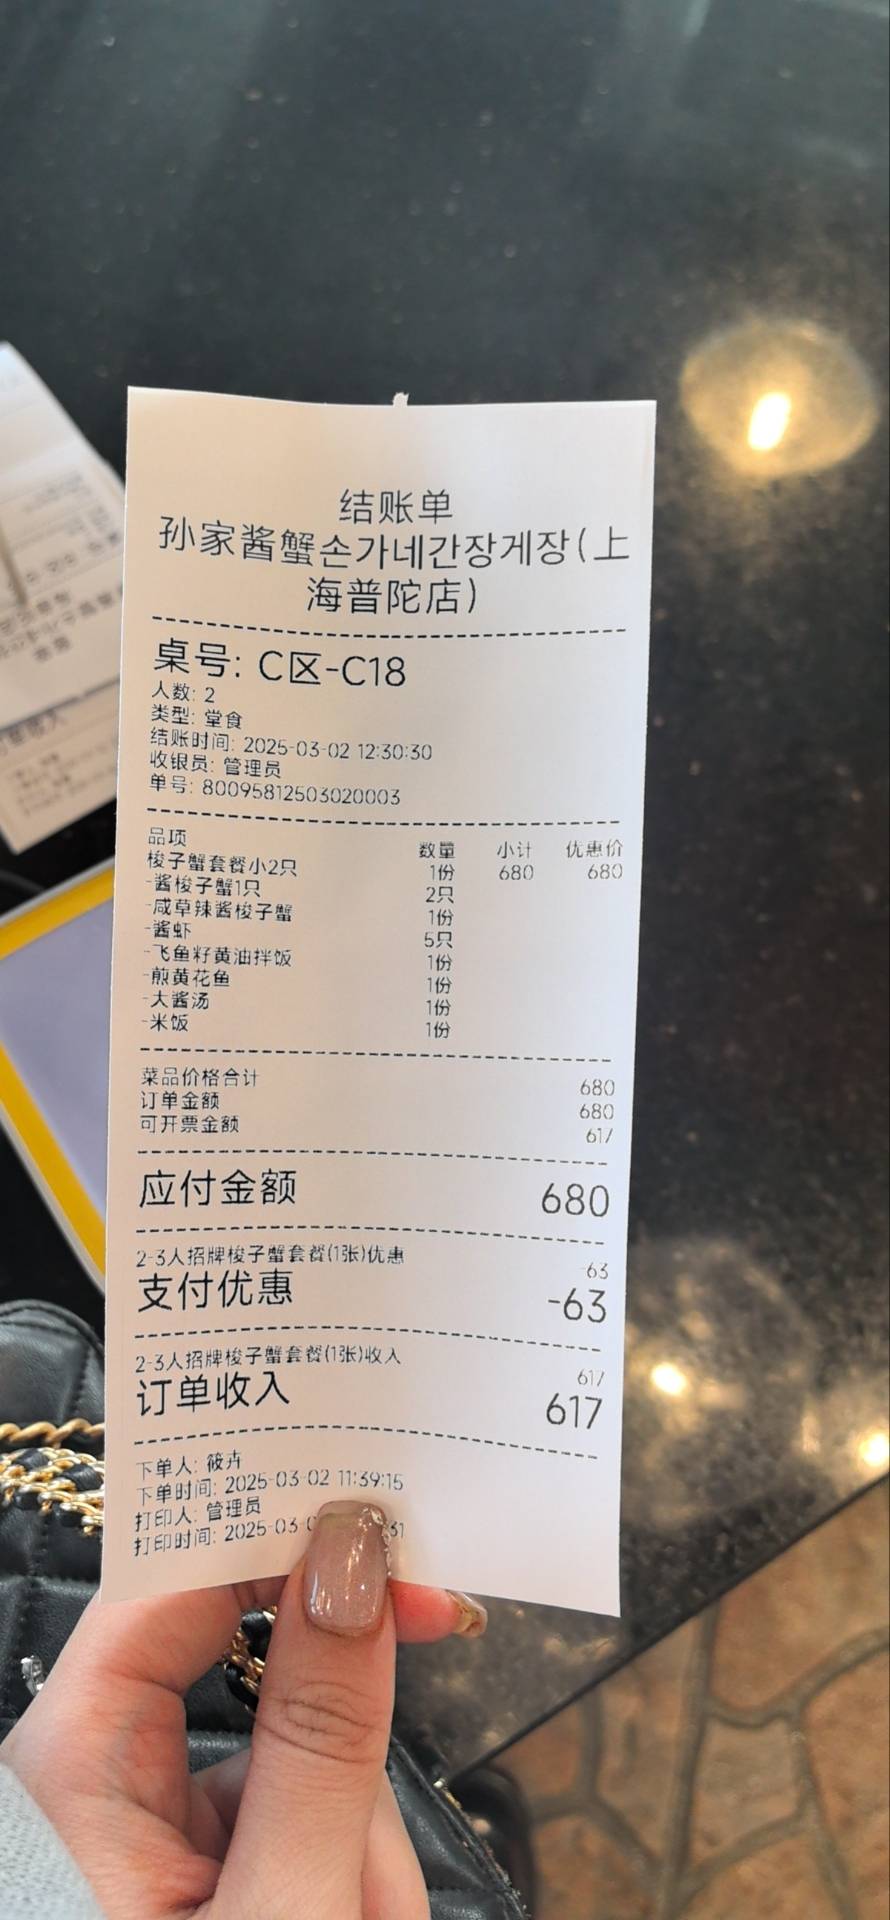 结账单
孙家酱蟹손가네간장게장(上
海普陀店)
桌号: C区-C18
人数: 2
类型: 堂食
结账时间: 2025-03-02 12:30:30
收银员: 管理员
单号: 80095812503020003
品项 数量 小计 优惠价
梭子蟹套餐小2只 1份 680 680
-酱梭子蟹1只 2只
-咸草辣酱梭子蟹 1份
-酱虾 5只
-飞鱼籽黄油拌饭 1份
-煎黄花鱼 1份
-大酱汤 1份
-米饭 1份
菜品价格合计 680
订单金额 680
可开票金额 617
应付金额 680
2-3人招牌梭子蟹套餐(1张)优惠 -63
支付优惠 -63
2-3人招牌梭子蟹套餐(1张)收入 617
订单收入 617
下单人: 筱卉
下单时间: 2025-03-02 11:39:15
打印人: 管理员
打印时间: 2025-03- 31